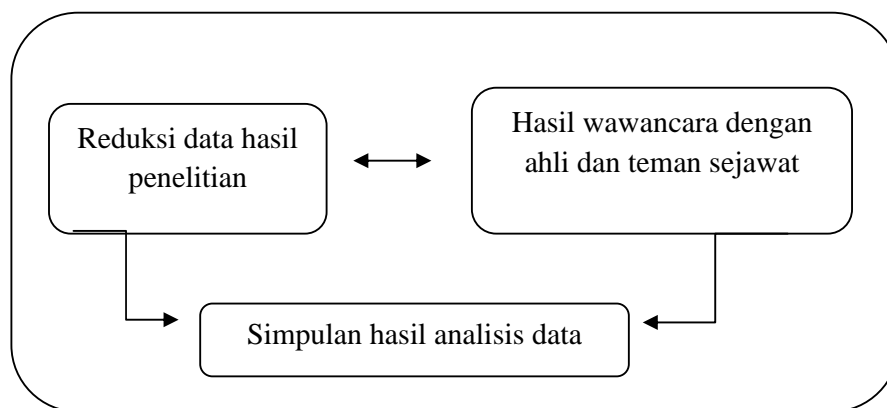 Reduksi data hasil
penelitian
Hasil wawancara dengan
ahli dan teman sejawat
Simpulan hasil analisis data